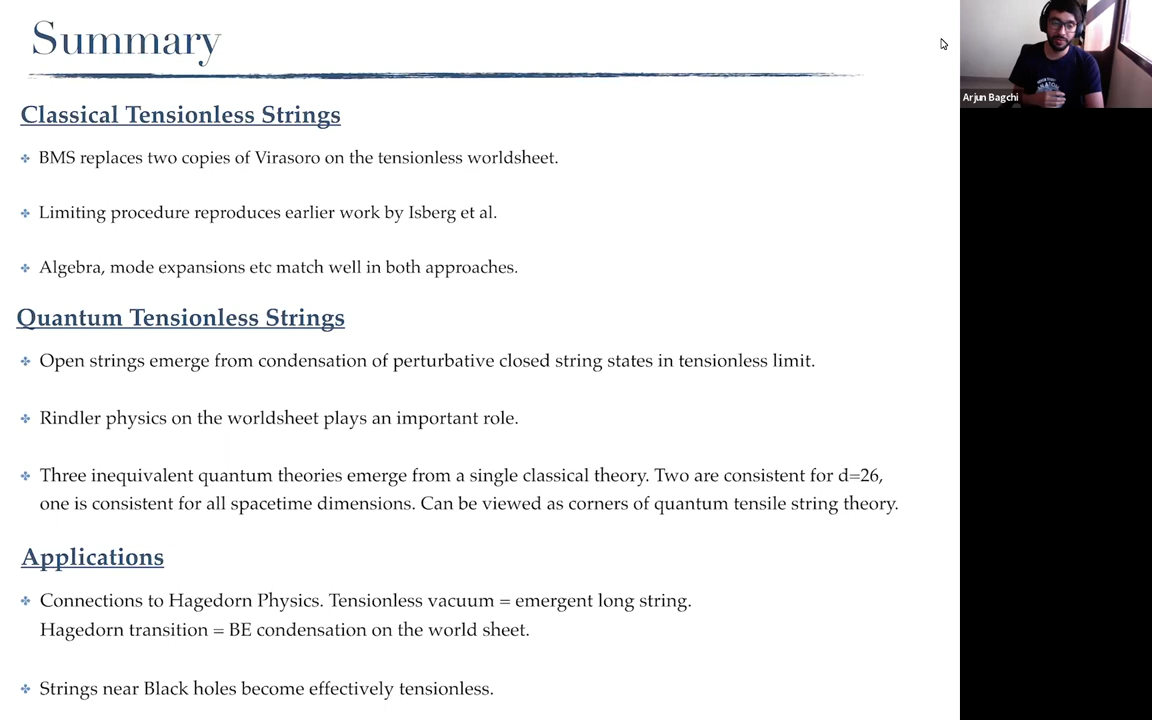 Summary
Classical Tensionless Strings
BMS replaces two copies of Virasoro on the tensionless worldsheet.
Limiting procedure reproduces earlier work by Isberg et al.
Algebra, mode expansions etc match well in both approaches.
Quantum Tensionless Strings
Open strings emerge from condensation of perturbative closed string states in tensionless limit.
Rindler physics on the worldsheet plays an important role.
Three inequivalent quantum theories emerge from a single classical theory. Two are consistent for d=26,
one is consistent for all spacetime dimensions. Can be viewed as corners of quantum tensile string theory.
Applications
Connections to Hagedorn Physics. Tensionless vacuum = emergent long string.
Hagedorn transition = BE condensation on the world sheet.
Strings near Black holes become effectively tensionless.
Arjun Bagchi